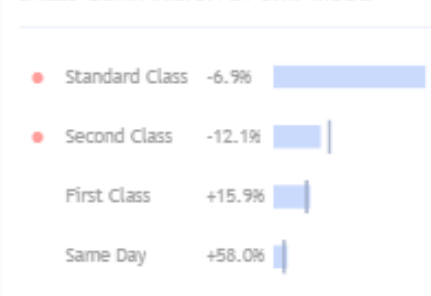 Standard Class -6.9%
Second Class -12.1%
First Class +15.9%
Same Day +58.0%